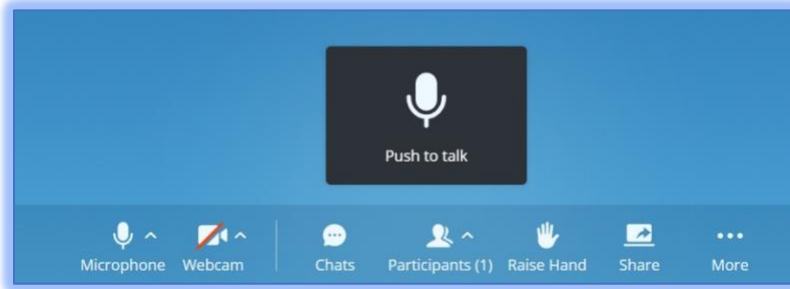 Push to talk
Microphone Webcam Chats Participants (1) Raise Hand Share More